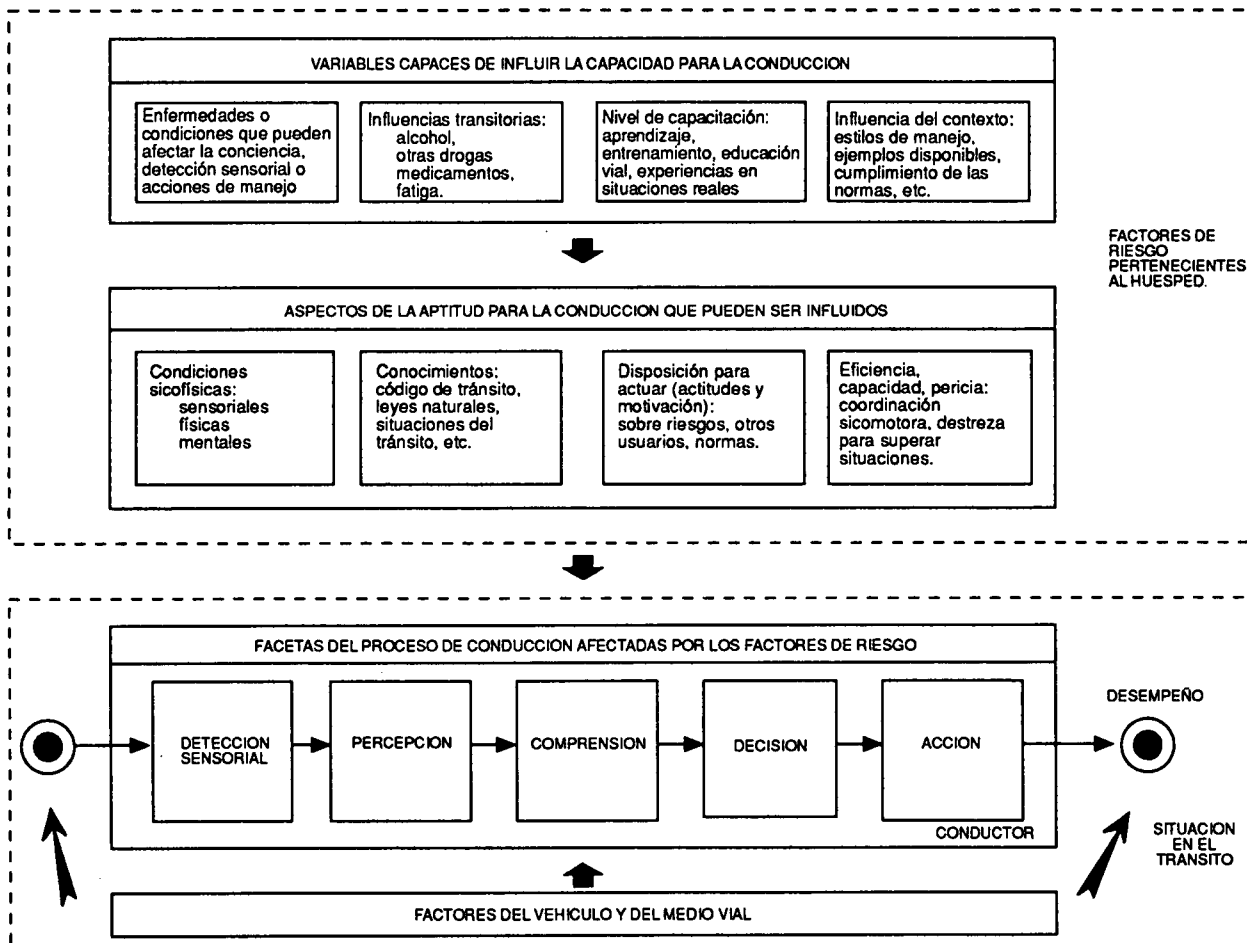 VARIABLES CAPACES DE INFLUIR LA CAPACIDAD PARA LA CONDUCCION
Enfermedades o
condiciones que pueden
afectar la conciencia,
detección sensorial o
acciones de manejo
Influencias transitorias:
alcohol,
otras drogas
medicamentos,
fatiga.
Nivel de capacitación:
aprendizaje,
entrenamiento, educación
vial, experiencias en
situaciones reales
Influencia del contexto:
estilos de manejo,
ejemplos disponibles,
cumplimiento de las
normas, etc.
FACTORES DE
RIESGO
PERTENECIENTES
AL HUESPED.
ASPECTOS DE LA APTITUD PARA LA CONDUCCION QUE PUEDEN SER INFLUIDOS
Condiciones
sicofísicas:
sensoriales
físicas
mentales
Conocimientos:
código de tránsito,
leyes naturales,
situaciones del
tránsito, etc.
Disposición para
actuar (actitudes y
motivación):
sobre riesgos, otros
usuarios, normas.
Eficiencia,
capacidad, pericia:
coordinación
sicomotora, destreza
para superar
situaciones.
FACETAS DEL PROCESO DE CONDUCCION AFECTADAS POR LOS FACTORES DE RIESGO
DETECCION
SENSORIAL
PERCEPCION
COMPRENSION
DECISION
ACCION
CONDUCTOR
DESEMPEÑO
SITUACION
EN EL
TRANSITO
FACTORES DEL VEHICULO Y DEL MEDIO VIAL